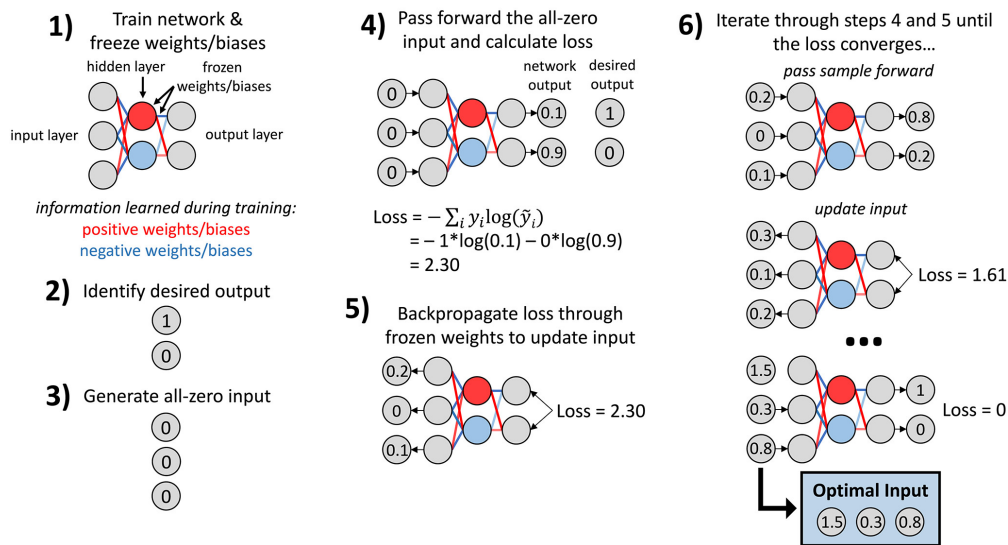 1)
Train network &
freeze weights/biases
hidden layer
frozen
weights/biases
input layer
output layer
information learned during training:
positive weights/biases
negative weights/biases
2)
Identify desired output
1
0
3)
Generate all-zero input
0
0
0
4)
Pass forward the all-zero
input and calculate loss
network
output
desired
output
0
0.1
1
0
0.9
0
0
Loss = − ∑ᵢ yᵢlog(ỹᵢ)
= − 1*log(0.1) − 0*log(0.9)
= 2.30
5)
Backpropagate loss through
frozen weights to update input
0.2
0
0.1
Loss = 2.30
6)
Iterate through steps 4 and 5 until
the loss converges...
pass sample forward
0.2
0.8
0
0.2
0.1
update input
0.3
0.1
0.2
Loss = 1.61
...
1.5
1
0.3
0
0.8
Loss = 0
Optimal Input
1.5 0.3 0.8